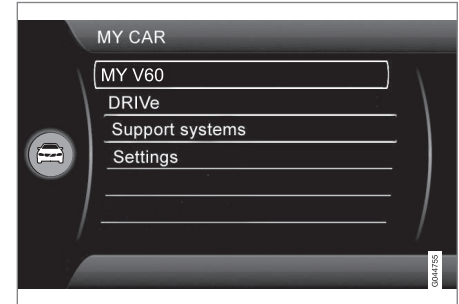 MY CAR
MY V60
DRIVe
Support systems
Settings
G044755